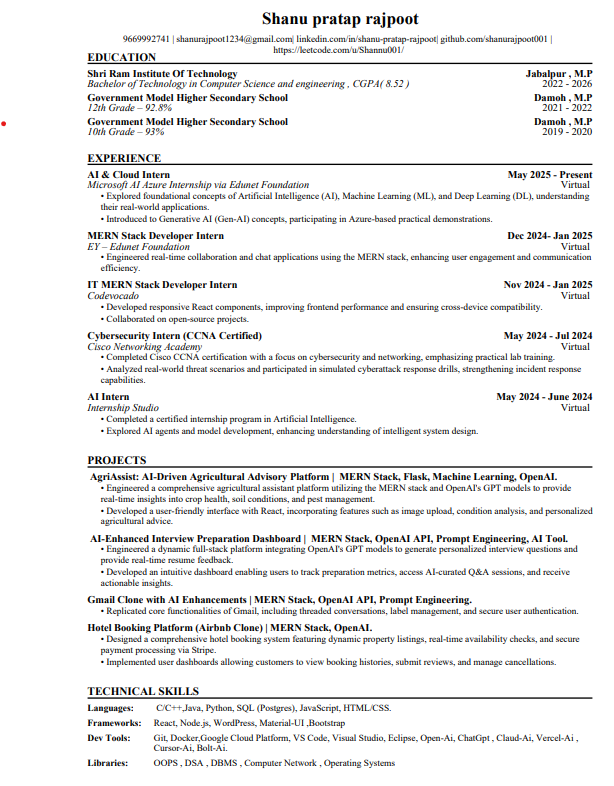 Shanu pratap rajpoot
9669992741 | shanurajpoot1234@gmail.com| linkedin.com/in/shanu-pratap-rajpoot| github.com/shanurajpoot001 |
https://leetcode.com/u/Shannu001/
EDUCATION
Shri Ram Institute Of Technology Jabalpur , M.P
Bachelor of Technology in Computer Science and engineering , CGPA( 8.52 ) 2022 - 2026
Government Model Higher Secondary School Damoh , M.P
12th Grade – 92.8% 2021 - 2022
Government Model Higher Secondary School Damoh , M.P
10th Grade – 93% 2019 - 2020
EXPERIENCE
AI & Cloud Intern May 2025 - Present
Microsoft AI Azure Internship via Edunet Foundation Virtual
• Explored foundational concepts of Artificial Intelligence (AI), Machine Learning (ML), and Deep Learning (DL), understanding
their real-world applications.
• Introduced to Generative AI (Gen-AI) concepts, participating in Azure-based practical demonstrations.
MERN Stack Developer Intern Dec 2024- Jan 2025
EY – Edunet Foundation Virtual
• Engineered real-time collaboration and chat applications using the MERN stack, enhancing user engagement and communication
efficiency.
IT MERN Stack Developer Intern Nov 2024 - Jan 2025
Codevocado Virtual
• Developed responsive React components, improving frontend performance and ensuring cross-device compatibility.
• Collaborated on open-source projects.
Cybersecurity Intern (CCNA Certified) May 2024 - Jul 2024
Cisco Networking Academy Virtual
• Completed Cisco CCNA certification with a focus on cybersecurity and networking, emphasizing practical lab training.
• Analyzed real-world threat scenarios and participated in simulated cyberattack response drills, strengthening incident response
capabilities.
AI Intern May 2024 - June 2024
Internship Studio Virtual
• Completed a certified internship program in Artificial Intelligence.
• Explored AI agents and model development, enhancing understanding of intelligent system design.
PROJECTS
AgriAssist: AI-Driven Agricultural Advisory Platform | MERN Stack, Flask, Machine Learning, OpenAI.
• Engineered a comprehensive agricultural assistant platform utilizing the MERN stack and OpenAI's GPT models to provide
real-time insights into crop health, soil conditions, and pest management.
• Developed a user-friendly interface with React, incorporating features such as image upload, condition analysis, and personalized
agricultural advice.
AI-Enhanced Interview Preparation Dashboard | MERN Stack, OpenAI API, Prompt Engineering, AI Tool.
• Engineered a dynamic full-stack platform integrating OpenAI's GPT models to generate personalized interview questions and
provide real-time resume feedback.
• Developed an intuitive dashboard enabling users to track preparation metrics, access AI-curated Q&A sessions, and receive
actionable insights.
Gmail Clone with AI Enhancements | MERN Stack, OpenAI API, Prompt Engineering.
• Replicated core functionalities of Gmail, including threaded conversations, label management, and secure user authentication.
Hotel Booking Platform (Airbnb Clone) | MERN Stack, OpenAI.
• Designed a comprehensive hotel booking system featuring dynamic property listings, real-time availability checks, and secure
payment processing via Stripe.
• Implemented user dashboards allowing customers to view booking histories, submit reviews, and manage cancellations.
TECHNICAL SKILLS
Languages: C/C++,Java, Python, SQL (Postgres), JavaScript, HTML/CSS.
Frameworks: React, Node.js, WordPress, Material-UI ,Bootstrap
Dev Tools: Git, Docker,Google Cloud Platform, VS Code, Visual Studio, Eclipse, Open-Ai, ChatGpt , Claud-Ai, Vercel-Ai ,
Cursor-Ai, Bolt-Ai.
Libraries: OOPS , DSA , DBMS , Computer Network , Operating Systems